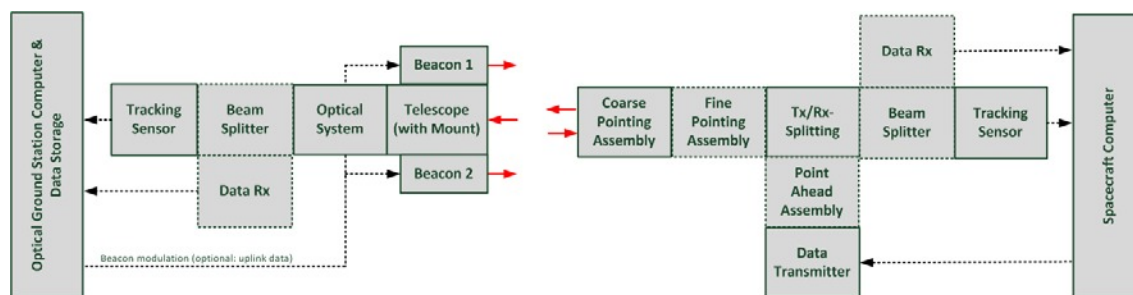 Optical Ground Station Computer &
Data Storage
Tracking
Sensor
Beam
Splitter
Optical
System
Beacon 1
Telescope
(with Mount)
Beacon 2
Data Rx
Beacon modulation (optional: uplink data)
Coarse
Pointing
Assembly
Fine
Pointing
Assembly
Tx/Rx-
Splitting
Data Rx
Beam
Splitter
Tracking
Sensor
Point
Ahead
Assembly
Data
Transmitter
Spacecraft Computer